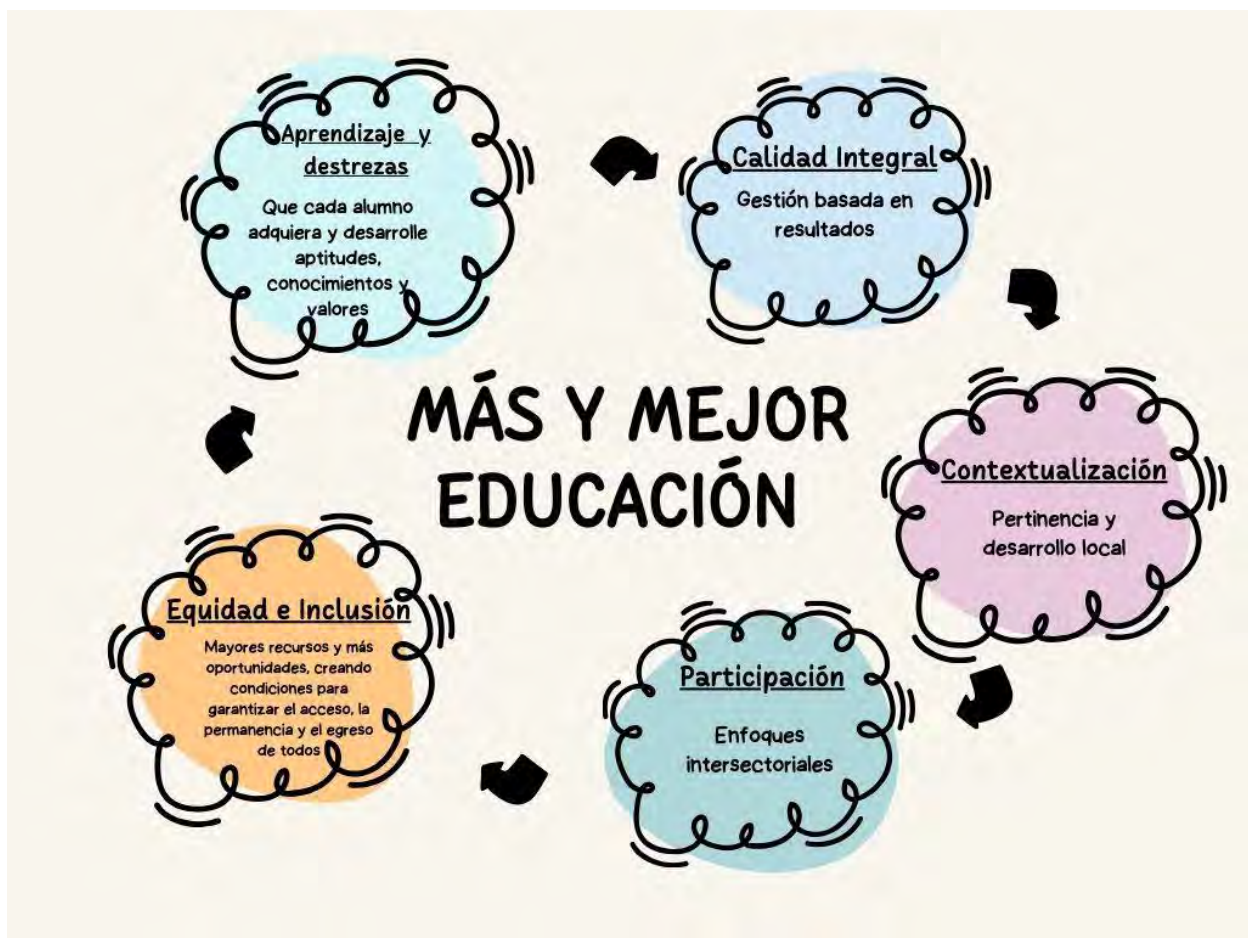 Aprendizaje y
destrezas
Que cada alumno
adquiera y desarrolle
aptitudes,
conocimientos y
valores
Calidad Integral
Gestión basada en
resultados
MÁS Y MEJOR
EDUCACIÓN
Contextualización
Pertinencia y
desarrollo local
Participación
Enfoques
intersectoriales
Equidad e Inclusión
Mayores recursos y más
oportunidades, creando
condiciones para
garantizar el acceso, la
permanencia y el egreso
de todos